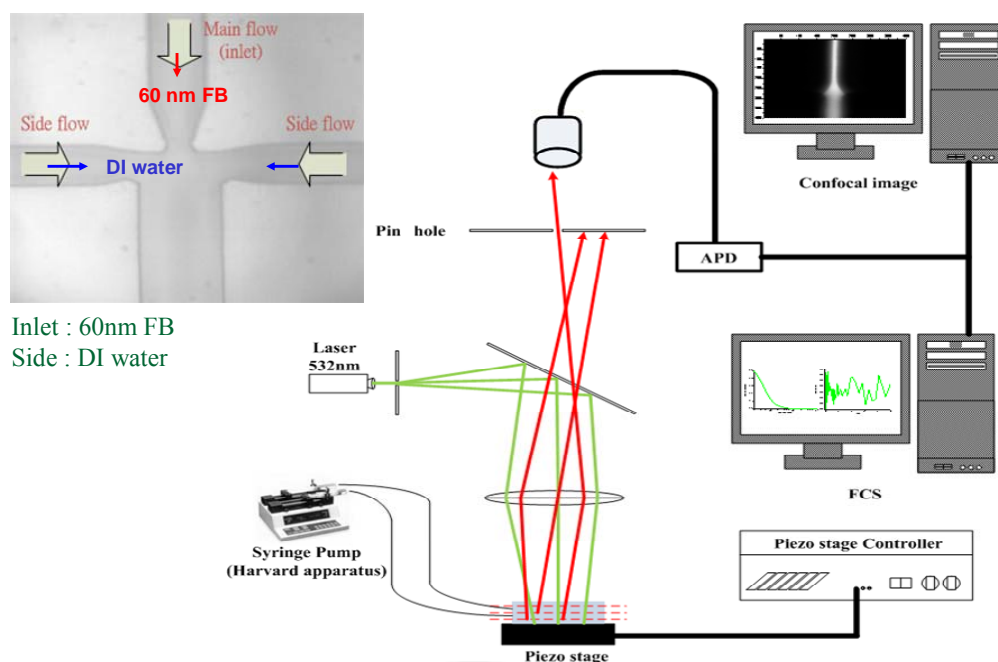 Main flow
(inlet)
60 nm FB
Side flow
Side flow
DI water
Inlet : 60nm FB
Side : DI water
Confocal image
Pin hole
APD
Laser
532nm
FCS
Syringe Pump
(Harvard apparatus)
Piezo stage Controller
Piezo stage